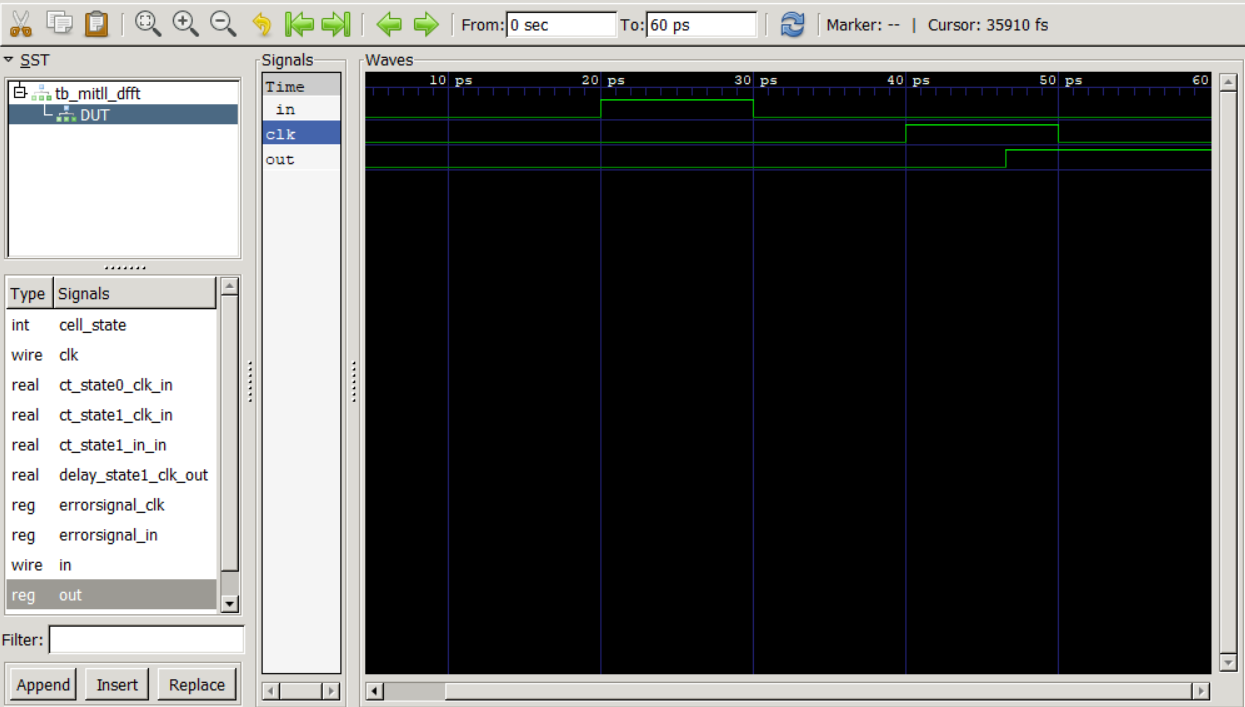 From: 0 sec To: 60 ps Marker: -- | Cursor: 35910 fs
SST
tb_mitll_dfft
DUT
Type Signals
int cell_state
wire clk
real ct_state0_clk_in
real ct_state1_clk_in
real ct_state1_in_in
real delay_state1_clk_out
reg errorsignal_clk
reg errorsignal_in
wire in
reg out
Filter:
Append Insert Replace
Signals
Time
in
clk
out
Waves
10 ps 20 ps 30 ps 40 ps 50 ps 60